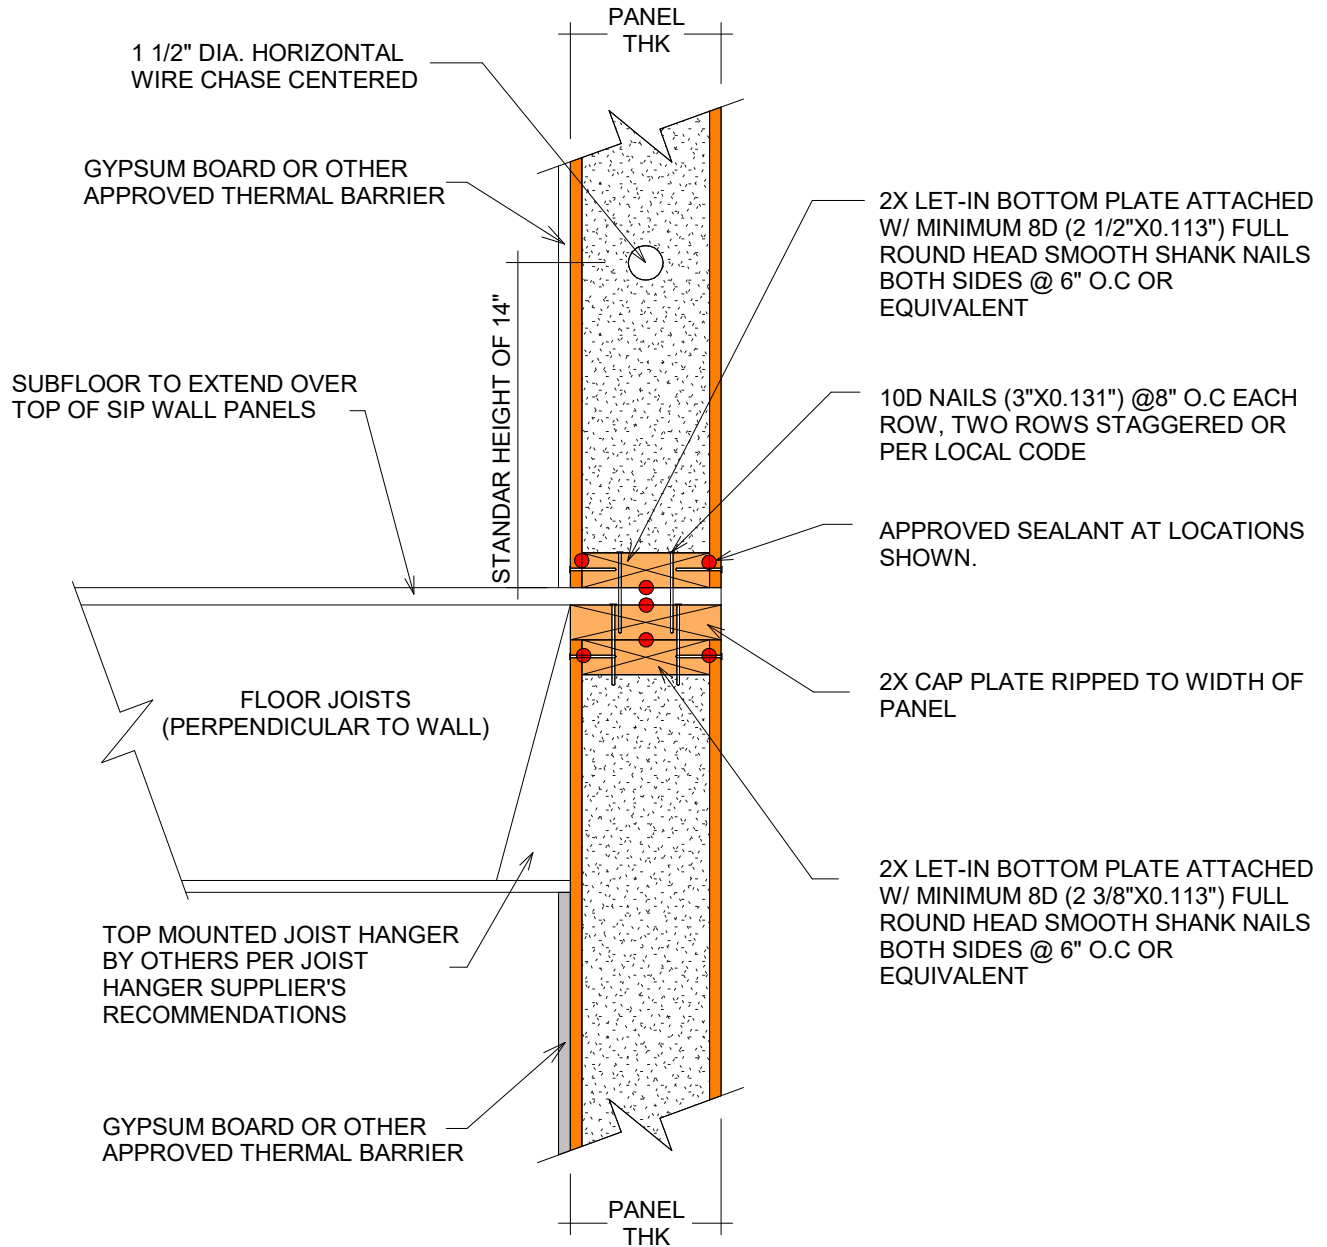 PANEL
THK
1 1/2" DIA. HORIZONTAL
WIRE CHASE CENTERED
GYPSUM BOARD OR OTHER
APPROVED THERMAL BARRIER
2X LET-IN BOTTOM PLATE ATTACHED
W/ MINIMUM 8D (2 1/2"X0.113") FULL
ROUND HEAD SMOOTH SHANK NAILS
BOTH SIDES @ 6" O.C OR
EQUIVALENT
STANDAR HEIGHT OF 14"
SUBFLOOR TO EXTEND OVER
TOP OF SIP WALL PANELS
10D NAILS (3"X0.131") @8" O.C EACH
ROW, TWO ROWS STAGGERED OR
PER LOCAL CODE
APPROVED SEALANT AT LOCATIONS
SHOWN.
FLOOR JOISTS
(PERPENDICULAR TO WALL)
2X CAP PLATE RIPPED TO WIDTH OF
PANEL
2X LET-IN BOTTOM PLATE ATTACHED
W/ MINIMUM 8D (2 3/8"X0.113") FULL
ROUND HEAD SMOOTH SHANK NAILS
BOTH SIDES @ 6" O.C OR
EQUIVALENT
TOP MOUNTED JOIST HANGER
BY OTHERS PER JOIST
HANGER SUPPLIER'S
RECOMMENDATIONS
GYPSUM BOARD OR OTHER
APPROVED THERMAL BARRIER
PANEL
THK